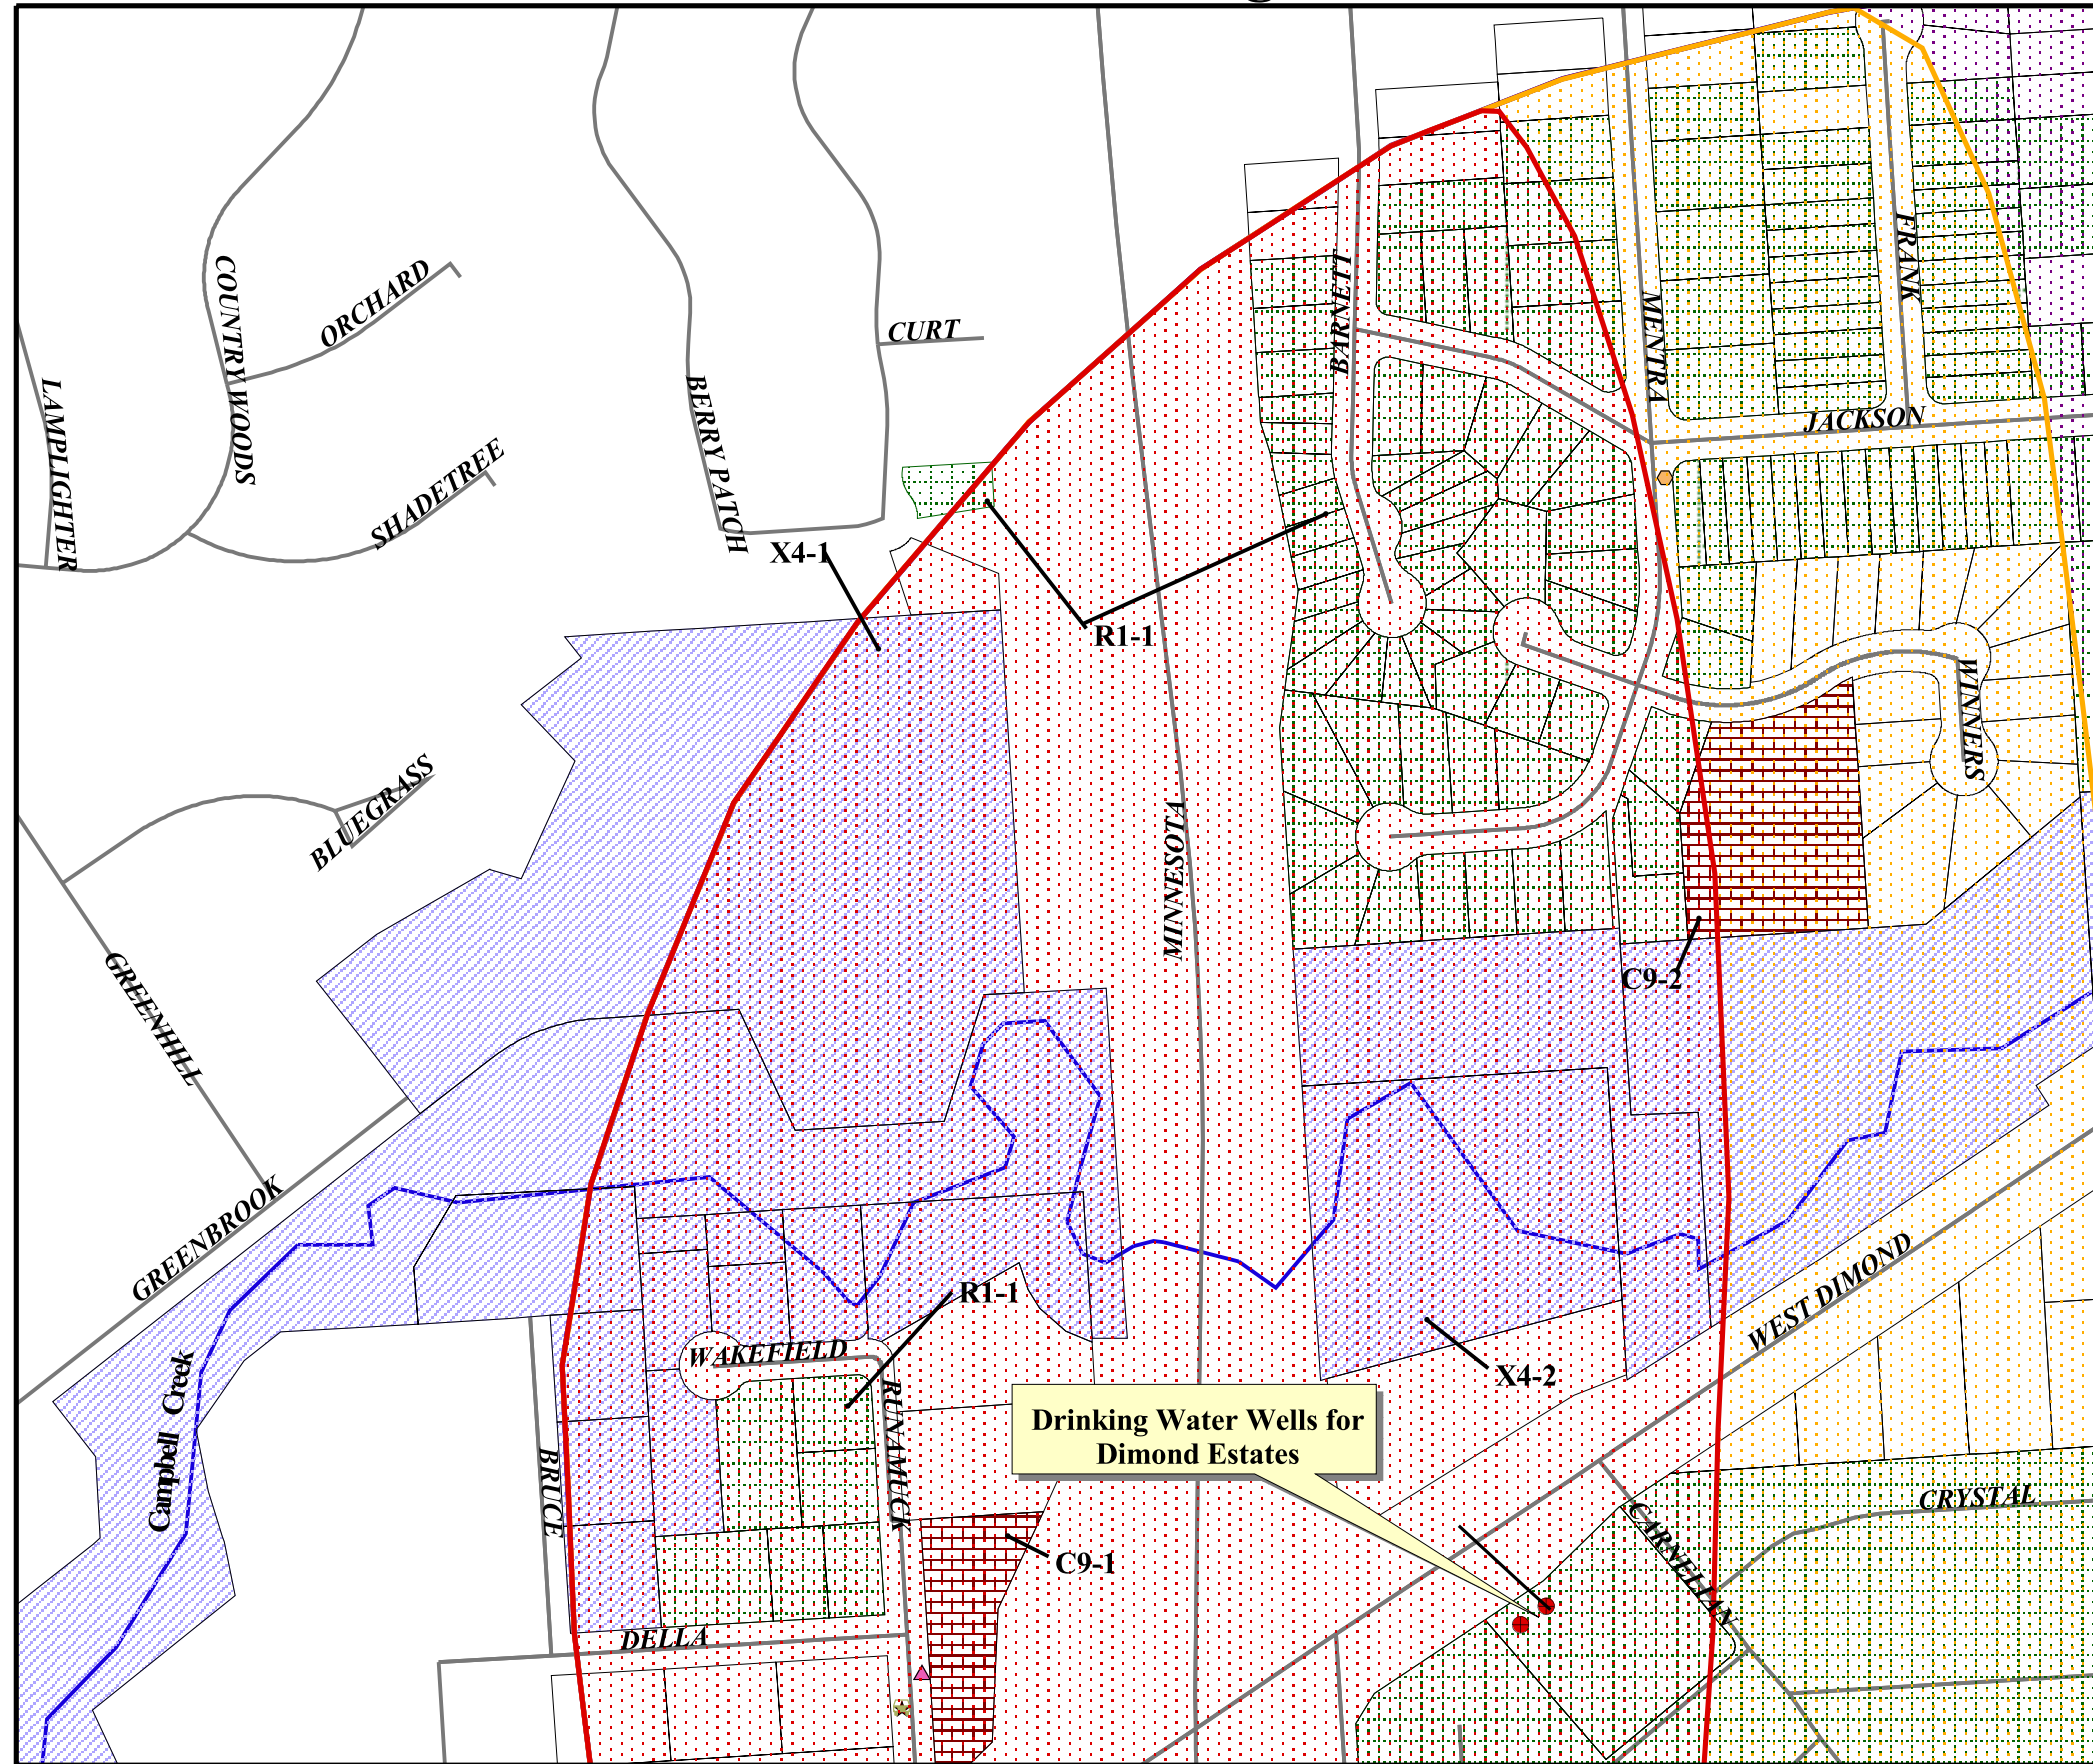 COUNTRY WOODS
ORCHARD
CURT
LAMPLIGHTER
SHADETREE
BERRY PATCH
X4-1
R1-1
BARNETT
MENTRA
FRANK
JACKSON
WINNERS
BLUEGRASS
MINNESOTA
C9-2
GREENHILL
GREENBROOK
Campbell Creek
WAKEFIELD
R1-1
WEST DIMOND
X4-2
Drinking Water Wells for
Dimond Estates
BRUCE
RUNAMUCK
C9-1
CARNELIAN
CRYSTAL
DELLA